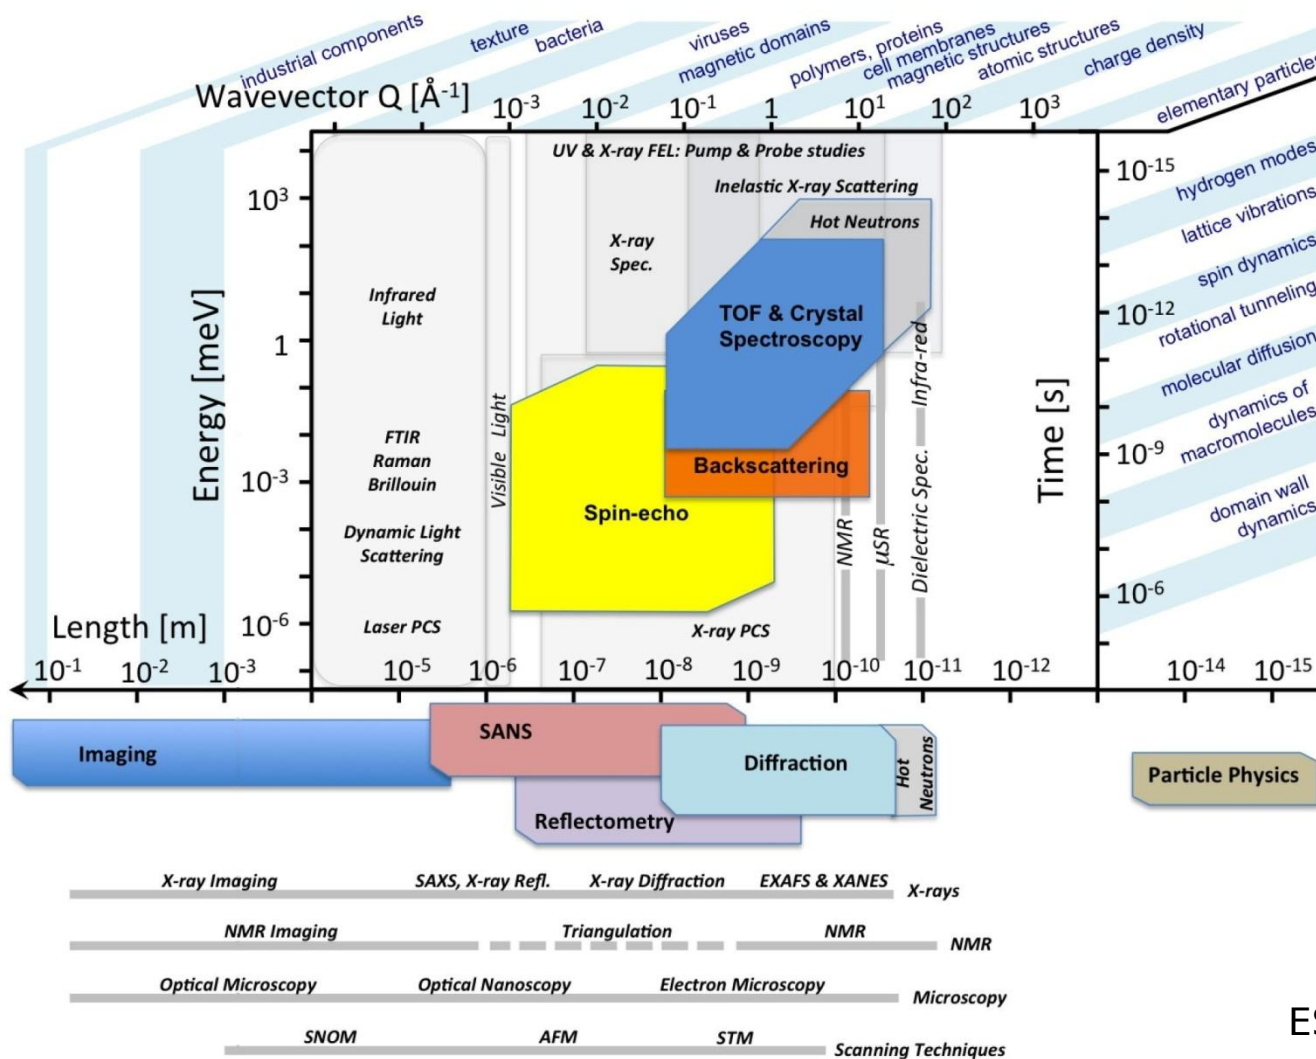 industrial components
texture
bacteria
viruses
magnetic domains
polymers, proteins
cell membranes
magnetic structures
atomic structures
charge density
elementary particles
Wavevector Q [Å⁻¹]
10⁻³ 10⁻² 10⁻¹ 1 10¹ 10² 10³
UV & X-ray FEL: Pump & Probe studies
Inelastic X-ray Scattering
Hot Neutrons
X-ray
Spec.
Infrared
Light
TOF & Crystal
Spectroscopy
FTIR
Raman
Brillouin
Dynamic Light
Scattering
Laser PCS
Visible Light
Spin-echo
Backscattering
X-ray PCS
NMR
μSR
Dielectric Spec.
Infra-red
Energy [meV]
10³
1
10⁻³
10⁻⁶
Time [s]
10⁻¹⁵
10⁻¹²
10⁻⁹
10⁻⁶
hydrogen modes
lattice vibrations
spin dynamics
rotational tunneling
molecular diffusion
dynamics of
macromolecules
domain wall
dynamics
Length [m]
10⁻¹ 10⁻² 10⁻³ 10⁻⁵ 10⁻⁶ 10⁻⁷ 10⁻⁸ 10⁻⁹ 10⁻¹⁰ 10⁻¹¹ 10⁻¹² 10⁻¹⁴ 10⁻¹⁵
Imaging
SANS
Diffraction
Hot
Neutrons
Reflectometry
Particle Physics
X-ray Imaging SAXS, X-ray Refl. X-ray Diffraction EXAFS & XANES X-rays
NMR Imaging Triangulation NMR NMR
Optical Microscopy Optical Nanoscopy Electron Microscopy Microscopy
SNOM AFM STM Scanning Techniques